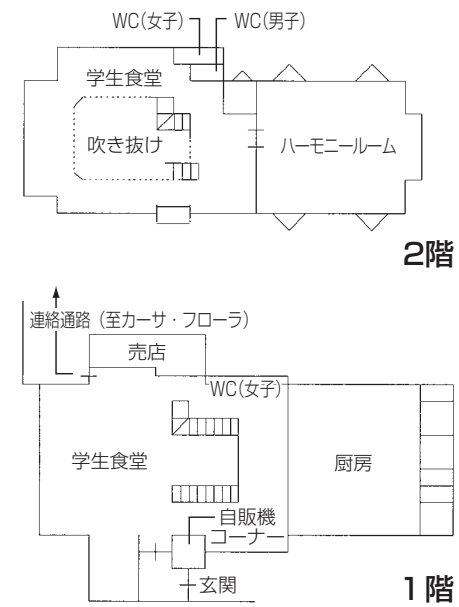 WC(女子)
WC(男子)
学生食堂
吹き抜け
ハーモニールーム
2階
連絡通路（至カーサ・フローラ）
売店
WC(女子)
学生食堂
厨房
自販機
コーナー
玄関
1階